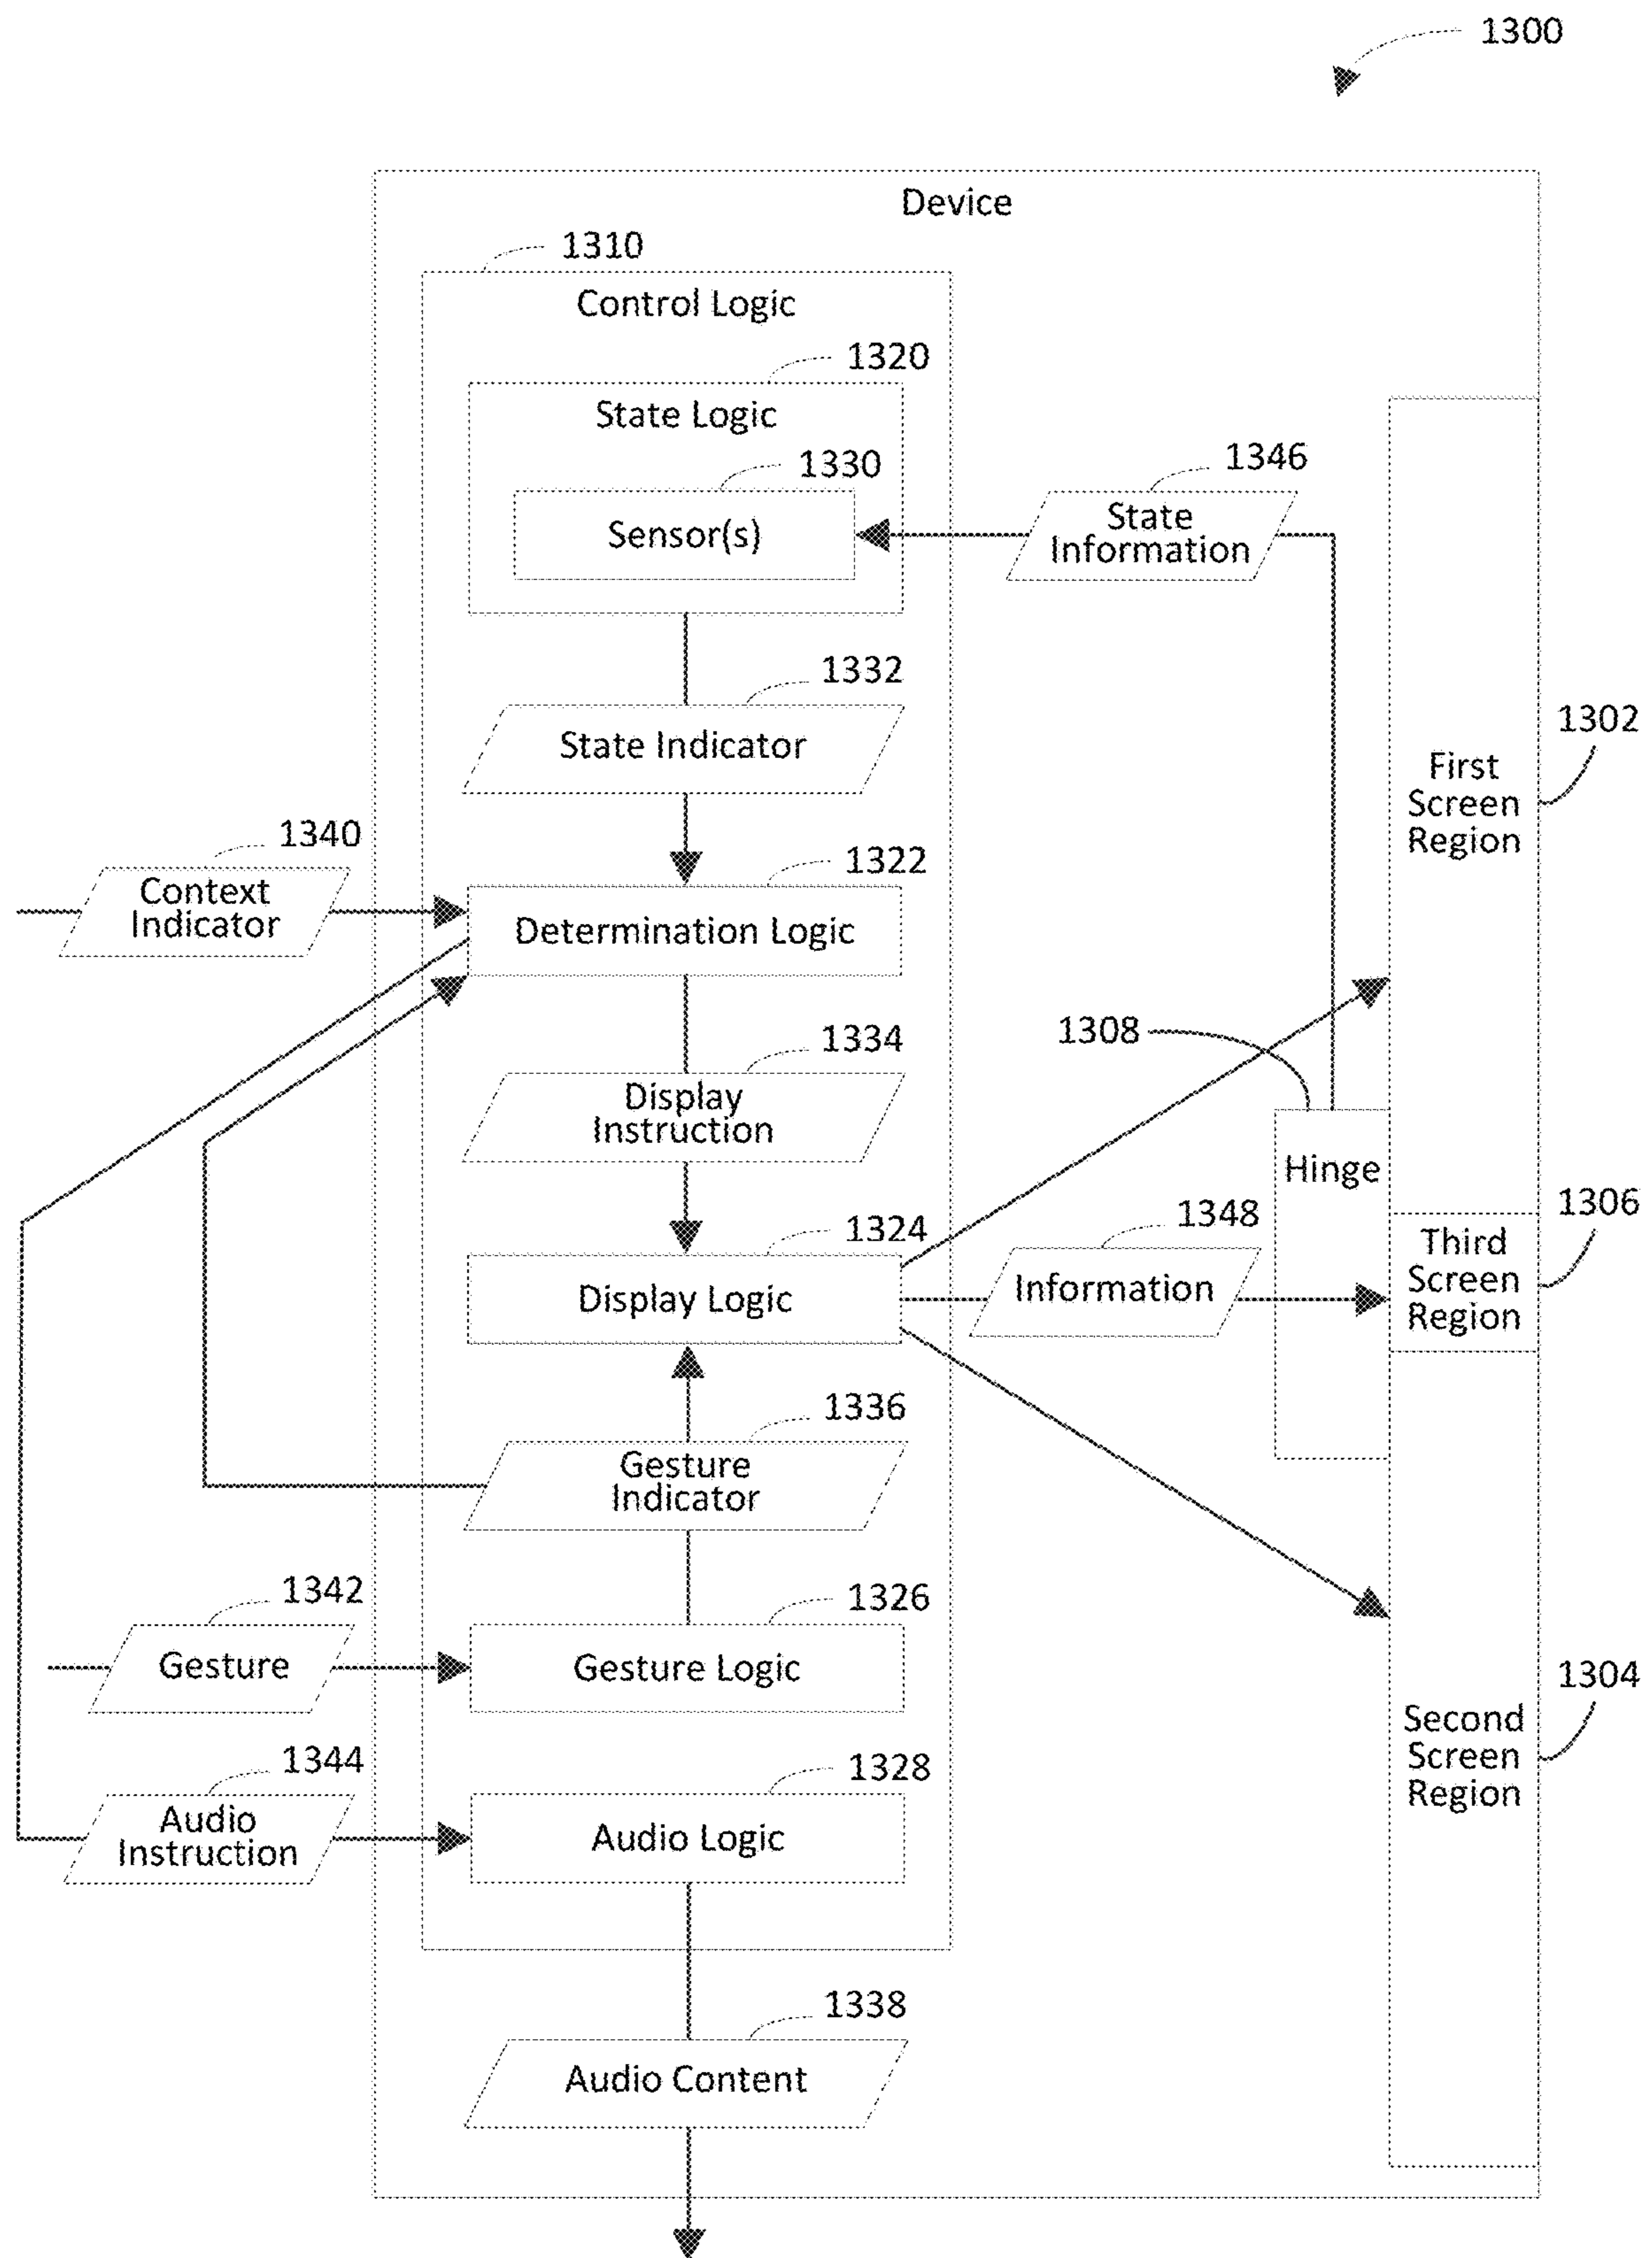 1300
Device
1310
Control Logic
1320
State Logic
1330
Sensor(s)
1346
State
Information
1332
State Indicator
1302
First
Screen
Region
1340
Context
Indicator
1322
Determination Logic
1308
1334
Display
Instruction
Hinge
1306
Third
Screen
Region
1348
Information
1324
Display Logic
1336
Gesture
Indicator
1342
Gesture
1326
Gesture Logic
1304
Second
Screen
Region
1344
Audio
Instruction
1328
Audio Logic
1338
Audio Content